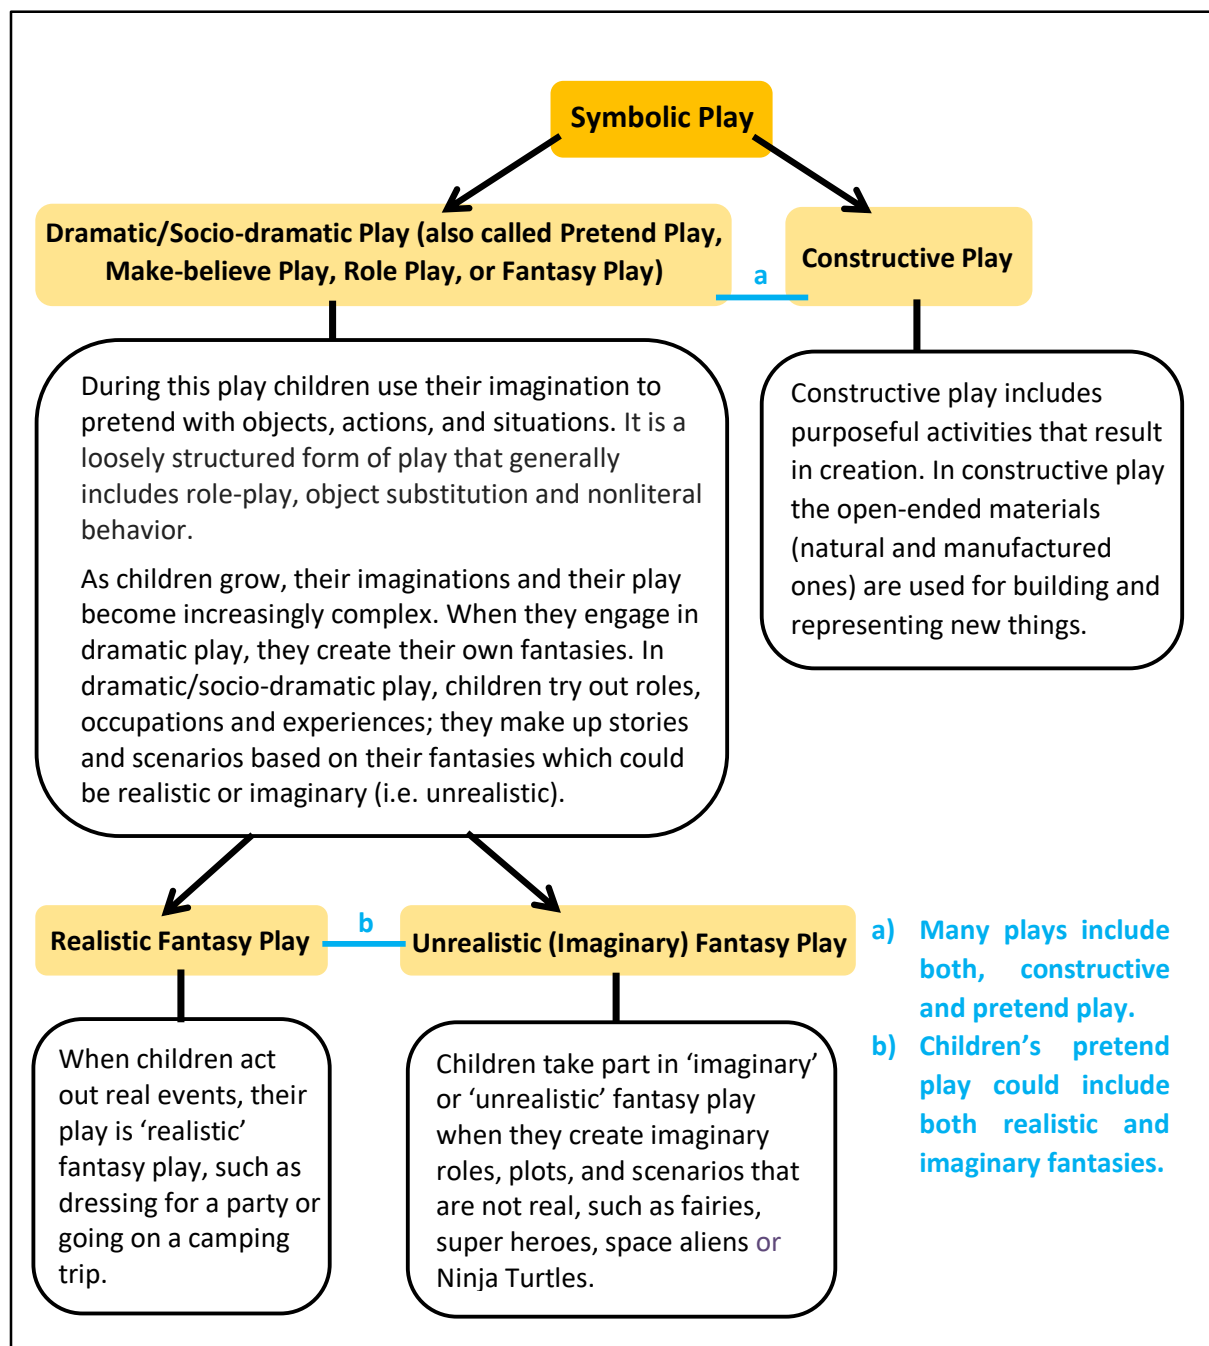 Symbolic Play
Dramatic/Socio-dramatic Play (also called Pretend Play,
Make-believe Play, Role Play, or Fantasy Play)
a
Constructive Play
During this play children use their imagination to
pretend with objects, actions, and situations. It is a
loosely structured form of play that generally
includes role-play, object substitution and nonliteral
behavior.
As children grow, their imaginations and their play
become increasingly complex. When they engage in
dramatic play, they create their own fantasies. In
dramatic/socio-dramatic play, children try out roles,
occupations and experiences; they make up stories
and scenarios based on their fantasies which could
be realistic or imaginary (i.e. unrealistic).
Constructive play includes
purposeful activities that result
in creation. In constructive play
the open-ended materials
(natural and manufactured
ones) are used for building and
representing new things.
Realistic Fantasy Play
b
Unrealistic (Imaginary) Fantasy Play
When children act
out real events, their
play is ‘realistic’
fantasy play, such as
dressing for a party or
going on a camping
trip.
Children take part in ‘imaginary’
or ‘unrealistic’ fantasy play
when they create imaginary
roles, plots, and scenarios that
are not real, such as fairies,
super heroes, space aliens or
Ninja Turtles.
a) Many plays include
both, constructive
and pretend play.
b) Children’s pretend
play could include
both realistic and
imaginary fantasies.